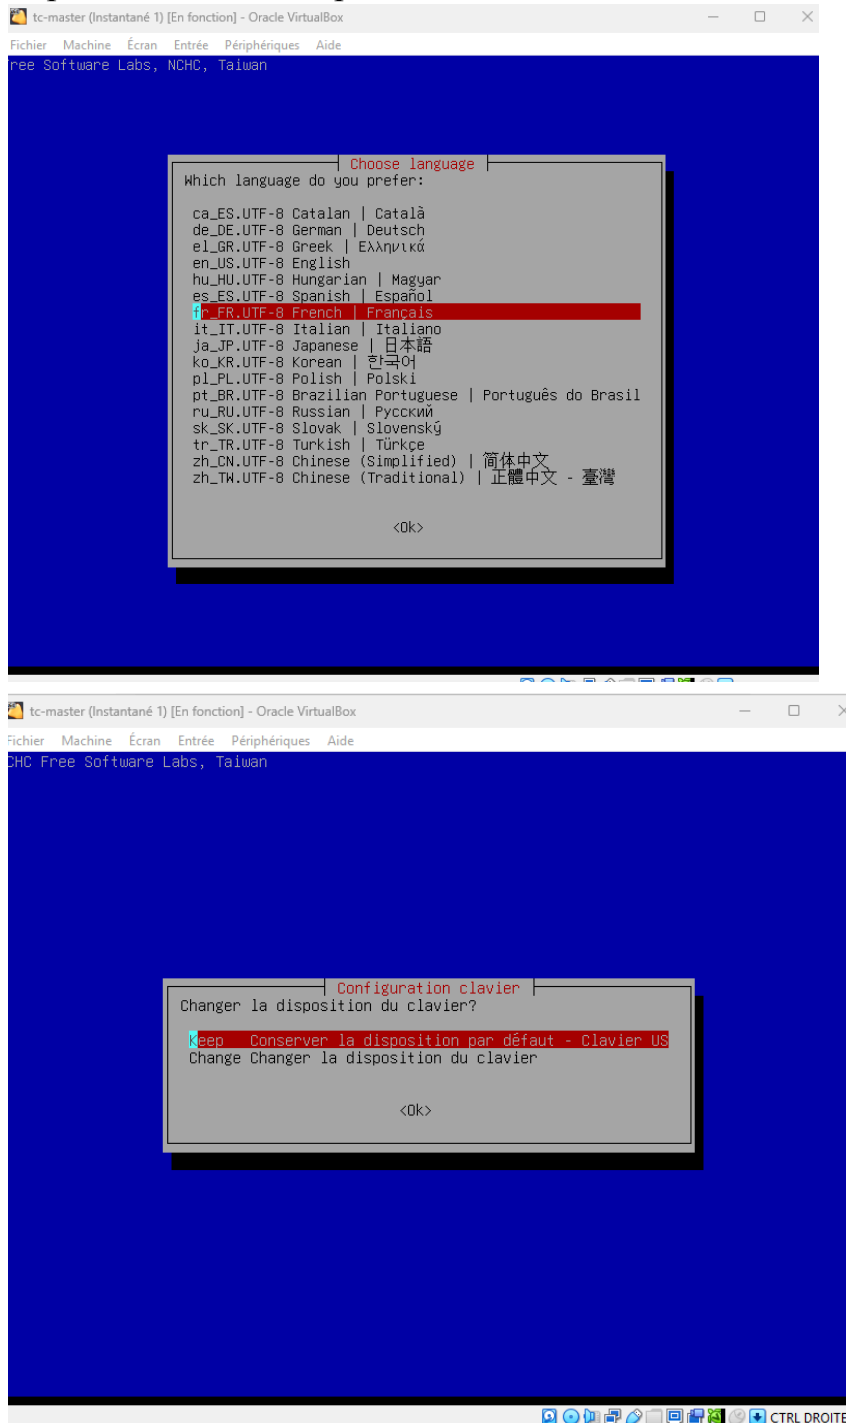 tc-master (Instantané 1) [En fonction] - Oracle VirtualBox
Fichier Machine Écran Entrée Périphériques Aide
ree Software Labs, NCHC, Taiwan
Choose language
Which language do you prefer:
ca_ES.UTF-8 Catalan | Català
de_DE.UTF-8 German | Deutsch
el_GR.UTF-8 Greek | Ελληνικά
en_US.UTF-8 English
hu_HU.UTF-8 Hungarian | Magyar
es_ES.UTF-8 Spanish | Español
fr_FR.UTF-8 French | Français
it_IT.UTF-8 Italian | Italiano
ja_JP.UTF-8 Japanese | 日本語
ko_KR.UTF-8 Korean | 한국어
pl_PL.UTF-8 Polish | Polski
pt_BR.UTF-8 Brazilian Portuguese | Português do Brasil
ru_RU.UTF-8 Russian | Русский
sk_SK.UTF-8 Slovak | Slovenský
tr_TR.UTF-8 Turkish | Türkçe
zh_CN.UTF-8 Chinese (Simplified) | 简体中文
zh_TW.UTF-8 Chinese (Traditional) | 正體中文 - 臺灣
<Ok>
tc-master (Instantané 1) [En fonction] - Oracle VirtualBox
Fichier Machine Écran Entrée Périphériques Aide
CHC Free Software Labs, Taiwan
Configuration clavier
Changer la disposition du clavier?
Keep Conserver la disposition par défaut - Clavier US
Change Changer la disposition du clavier
<Ok>
CTRL DROITE